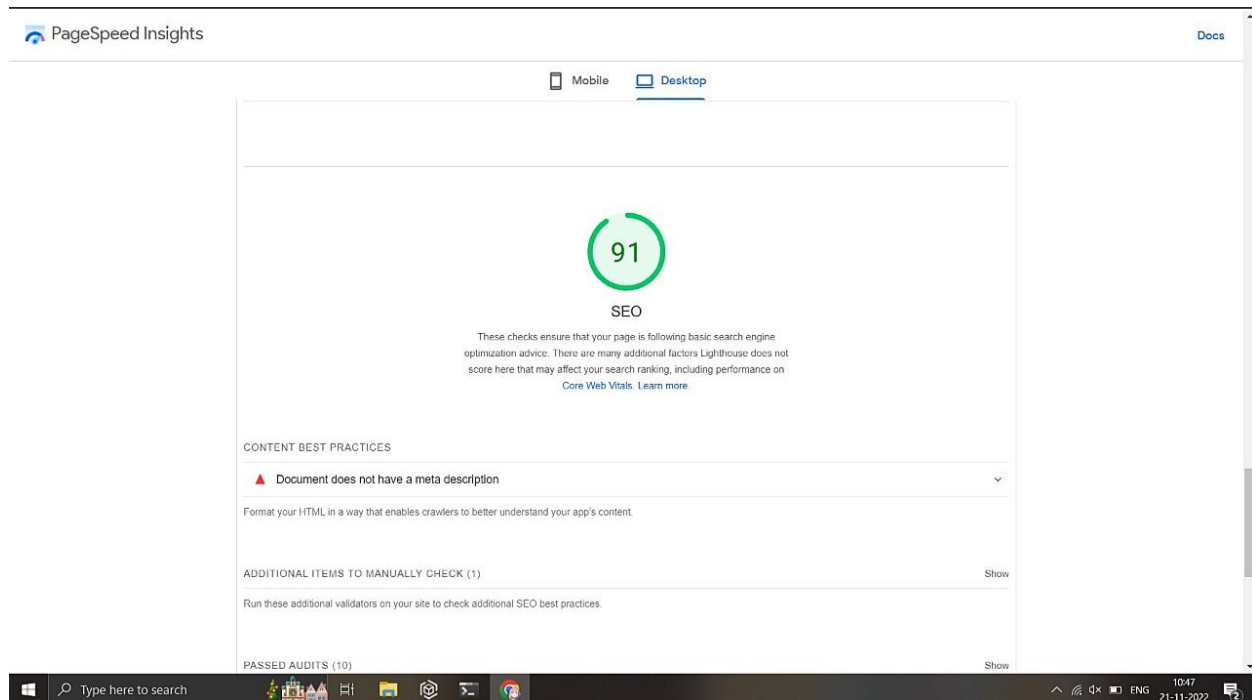 PageSpeed Insights
Docs
Mobile
Desktop
91
SEO
These checks ensure that your page is following basic search engine
optimization advice. There are many additional factors Lighthouse does not
score here that may affect your search ranking, including performance on
Core Web Vitals. Learn more.
CONTENT BEST PRACTICES
Document does not have a meta description
Format your HTML in a way that enables crawlers to better understand your app's content.
ADDITIONAL ITEMS TO MANUALLY CHECK (1)
Show
Run these additional validators on your site to check additional SEO best practices.
PASSED AUDITS (10)
Show
Type here to search
ENG
10:47
21-11-2022
2